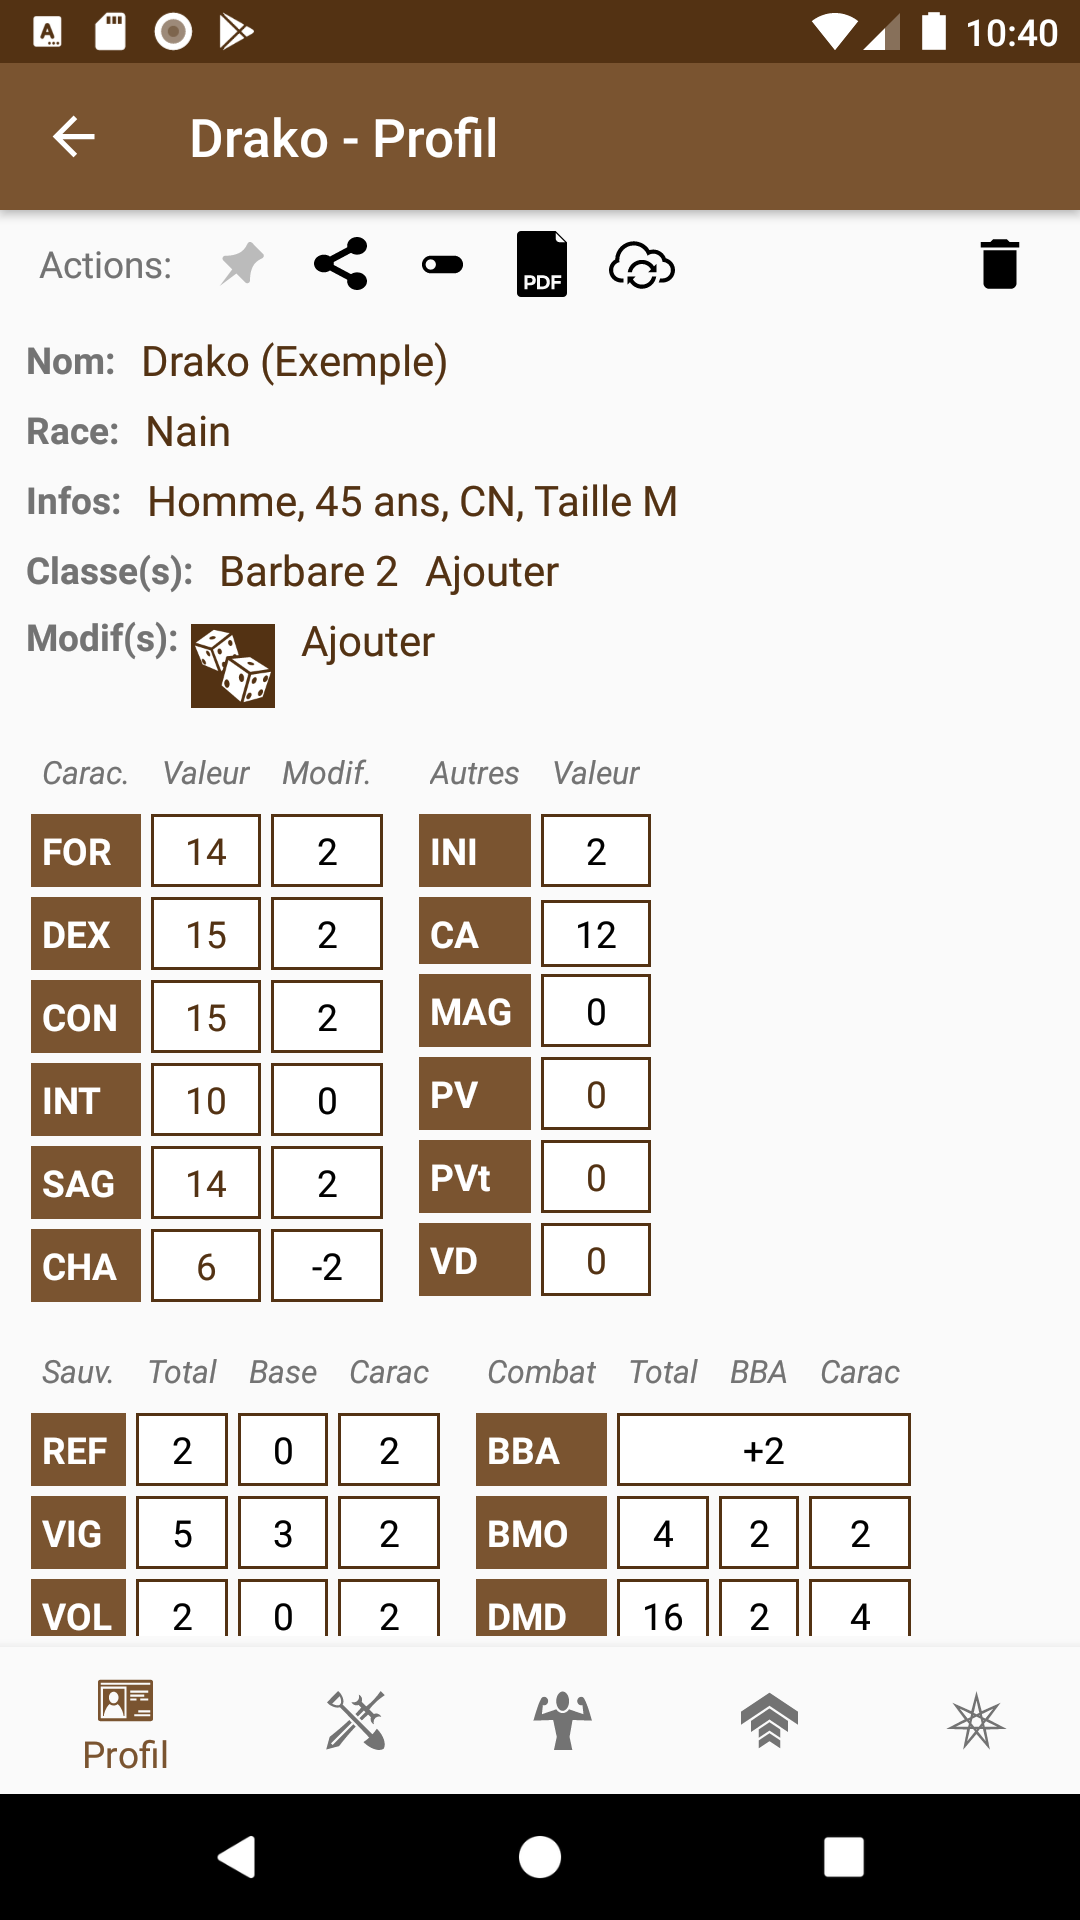 10:40
Drako - Profil
Actions: PDF
Nom: Drako (Exemple)
Race: Nain
Infos: Homme, 45 ans, CN, Taille M
Classe(s): Barbare 2 Ajouter
Modif(s): Ajouter
Carac. Valeur Modif. Autres Valeur
FOR 14 2 INI 2
DEX 15 2 CA 12
CON 15 2 MAG 0
INT 10 0 PV 0
SAG 14 2 PVt 0
CHA 6 -2 VD 0
Sauv. Total Base Carac Combat Total BBA Carac
REF 2 0 2 BBA +2
VIG 5 3 2 BMO 4 2 2
VOL 2 0 2 DMD 16 2 4
Profil